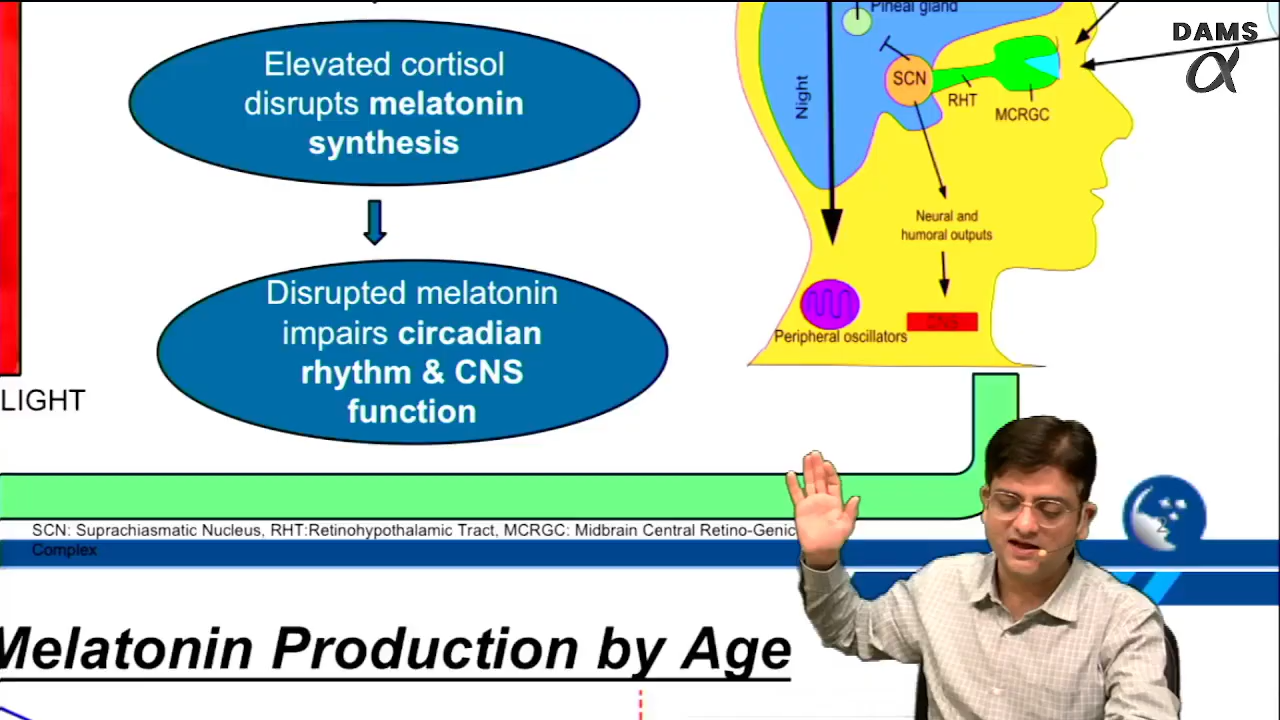 Elevated cortisol
disrupts melatonin
synthesis
Disrupted melatonin
impairs circadian
rhythm & CNS
function
LIGHT
Pineal gland
Night
SCN
RHT
MCRGC
Neural and
humoral outputs
Peripheral oscillators
CNS
DAMS
α
SCN: Suprachiasmatic Nucleus, RHT:Retinohypothalamic Tract, MCRGC: Midbrain Central Retino-Genic
Complex
2
Melatonin Production by Age